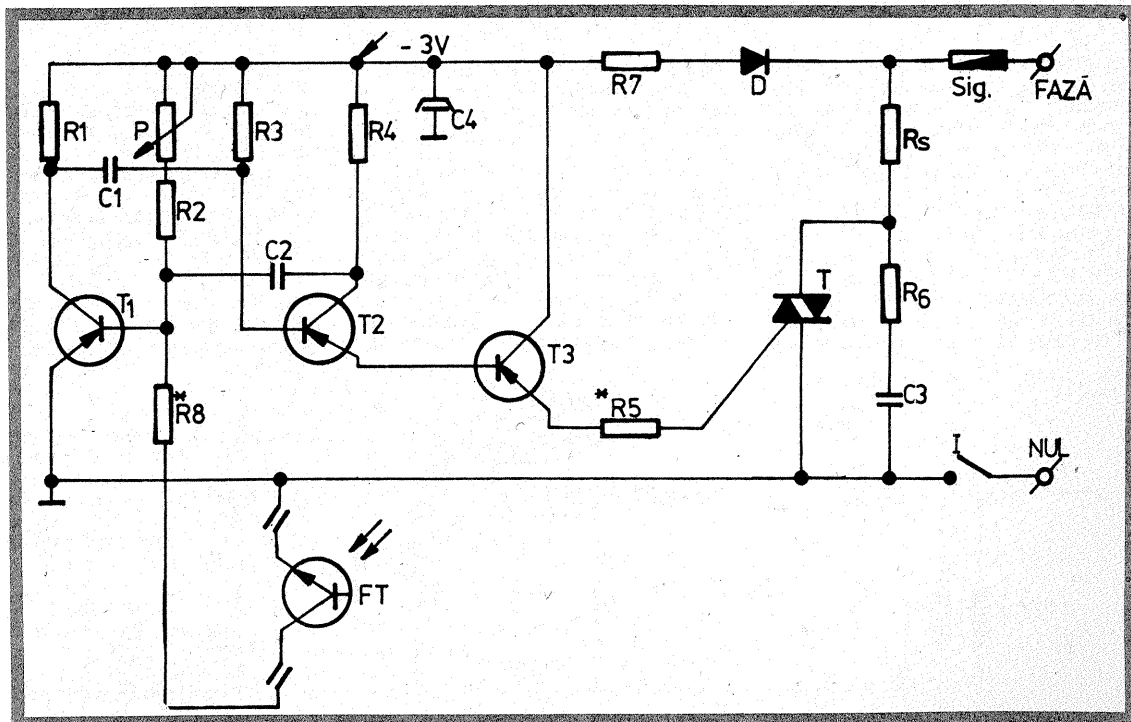 - 3V
R1
P
R3
R4
C4
R7
D
Sig.
FAZĂ
C1
R2
Rs
C2
T1
T2
T3
T
R6
*
R8
*
R5
C3
I
NUL
FT